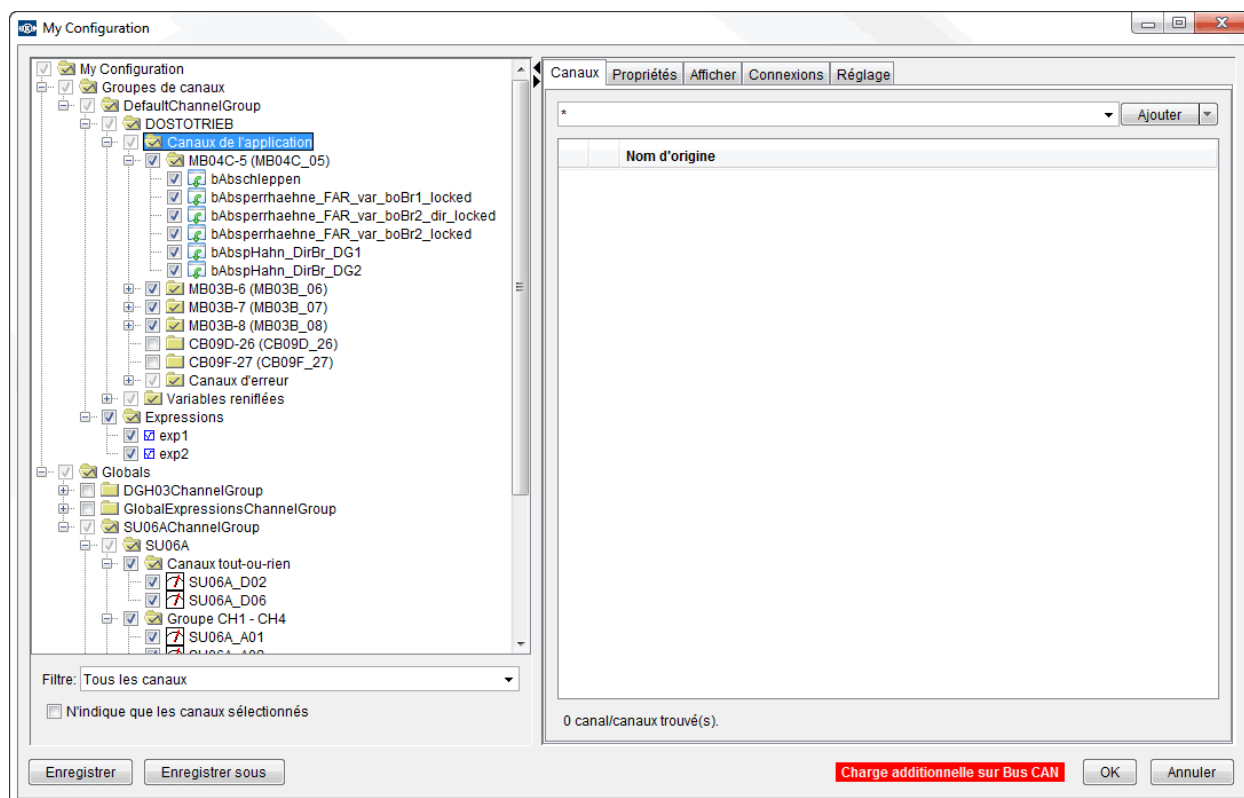 My Configuration
My Configuration
Groupes de canaux
DefaultChannelGroup
DOSTOTRIEB
Canaux de l'application
MB04C-5 (MB04C_05)
bAbschleppen
bAbsperrhaehne_FAR_var_boBr1_locked
bAbsperrhaehne_FAR_var_boBr2_dir_locked
bAbsperrhaehne_FAR_var_boBr2_locked
bAbspHahn_DirBr_DG1
bAbspHahn_DirBr_DG2
MB03B-6 (MB03B_06)
MB03B-7 (MB03B_07)
MB03B-8 (MB03B_08)
CB09D-26 (CB09D_26)
CB09F-27 (CB09F_27)
Canaux d'erreur
Variables reniflées
Expressions
exp1
exp2
Globals
DGH03ChannelGroup
GlobalExpressionsChannelGroup
SU06AChannelGroup
SU06A
Canaux tout-ou-rien
SU06A_D02
SU06A_D06
Groupe CH1 - CH4
SU06A_A01
Filtre: Tous les canaux
N'indique que les canaux sélectionnés
Canaux Propriétés Afficher Connexions Réglage
* Ajouter
Nom d'origine
0 canal/canaux trouvé(s).
Enregistrer Enregistrer sous Charge additionnelle sur Bus CAN OK Annuler